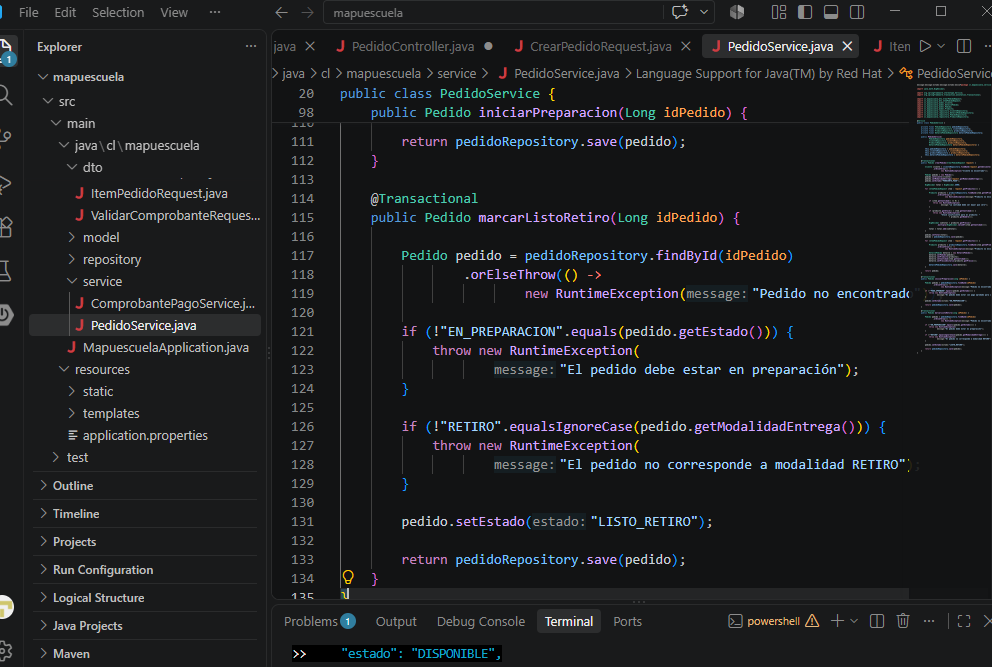 File Edit Selection View ··· mapuescuela
Explorer ···
1
mapuescuela
src
main
java\cl\mapuescuela
dto
ItemPedidoRequest.java
ValidarComprobanteReques...
model
repository
service
ComprobantePagoService.j...
PedidoService.java
MapuescuelaApplication.java
resources
static
templates
application.properties
test
Outline
Timeline
Projects
Run Configuration
Logical Structure
Java Projects
Maven
java PedidoController.java CrearPedidoRequest.java PedidoService.java Iten
java > cl > mapuescuela > service > PedidoService.java > Language Support for Java(TM) by Red Hat > PedidoServic
20 public class PedidoService {
98 public Pedido iniciarPreparacion(Long idPedido) {
110
111 return pedidoRepository.save(pedido);
112 }
113
114 @Transactional
115 public Pedido marcarListoRetiro(Long idPedido) {
116
117 Pedido pedido = pedidoRepository.findById(idPedido)
118 .orElseThrow(() ->
119 new RuntimeException(message: "Pedido no encontrado
120
121 if (!"EN_PREPARACION".equals(pedido.getEstado())) {
122 throw new RuntimeException(
123 message: "El pedido debe estar en preparación");
124 }
125
126 if (!"RETIRO".equalsIgnoreCase(pedido.getModalidadEntrega())) {
127 throw new RuntimeException(
128 message: "El pedido no corresponde a modalidad RETIRO");
129 }
130
131 pedido.setEstado(estado: "LISTO_RETIRO");
132
133 return pedidoRepository.save(pedido);
134 }
135 }
Problems 1 Output Debug Console Terminal Ports powershell ···
>> "estado": "DISPONIBLE",